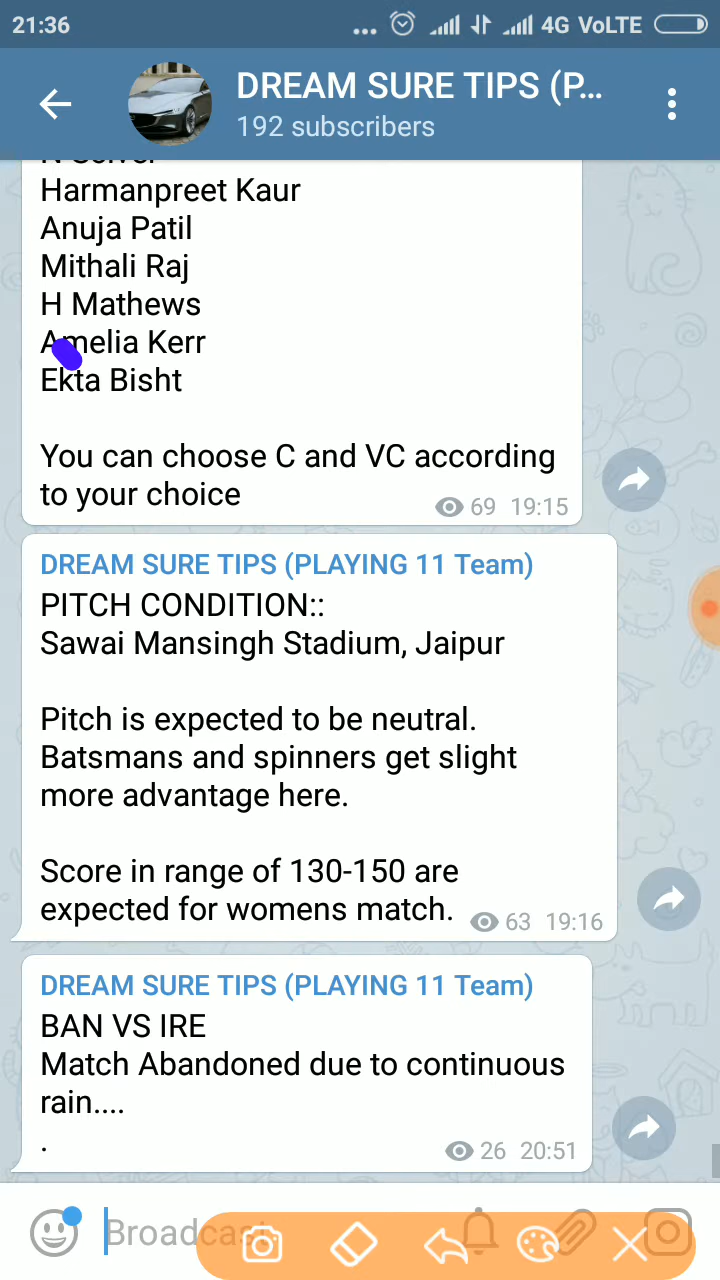 21:36
... 4G VoLTE
DREAM SURE TIPS (P...
192 subscribers
Harmanpreet Kaur
Anuja Patil
Mithali Raj
H Mathews
Amelia Kerr
Ekta Bisht
You can choose C and VC according
to your choice
69 19:15
DREAM SURE TIPS (PLAYING 11 Team)
PITCH CONDITION::
Sawai Mansingh Stadium, Jaipur
Pitch is expected to be neutral.
Batsmans and spinners get slight
more advantage here.
Score in range of 130-150 are
expected for womens match.
63 19:16
DREAM SURE TIPS (PLAYING 11 Team)
BAN VS IRE
Match Abandoned due to continuous
rain....
.
26 20:51